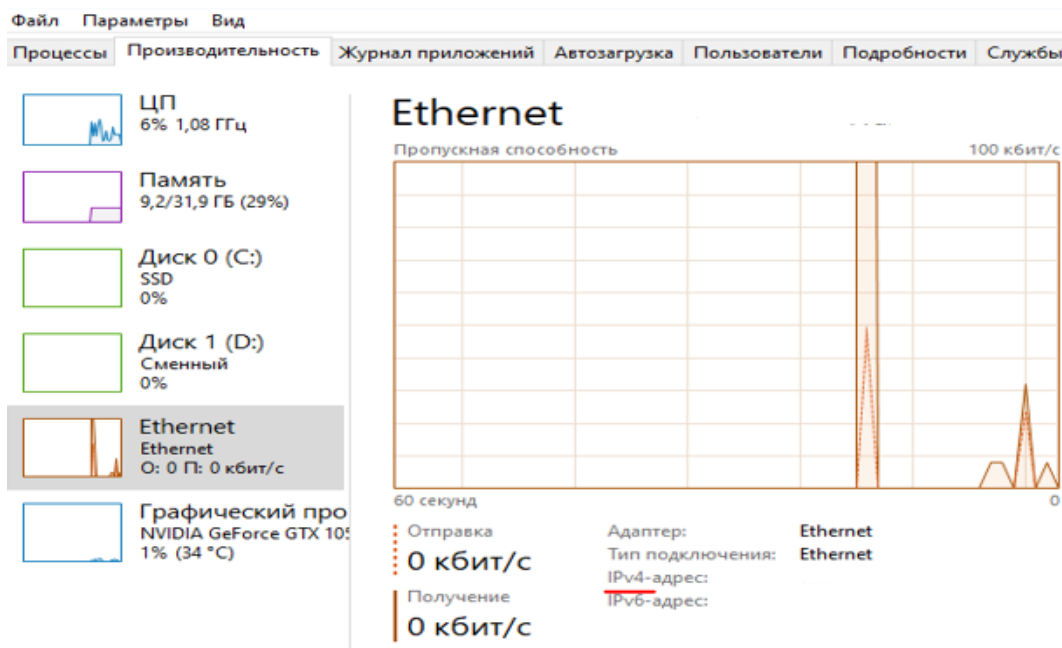 Файл Параметры Вид
Процессы Производительность Журнал приложений Автозагрузка Пользователи Подробности Службы
ЦП
6% 1,08 ГГц
Память
9,2/31,9 ГБ (29%)
Диск 0 (C:)
SSD
0%
Диск 1 (D:)
Сменный
0%
Ethernet
Ethernet
О: 0 П: 0 кбит/с
Графический про
NVIDIA GeForce GTX 105
1% (34 °C)
Ethernet
Пропускная способность 100 кбит/с
60 секунд 0
Отправка
0 кбит/с
Получение
0 кбит/с
Адаптер: Ethernet
Тип подключения: Ethernet
IPv4-адрес:
IPv6-адрес: